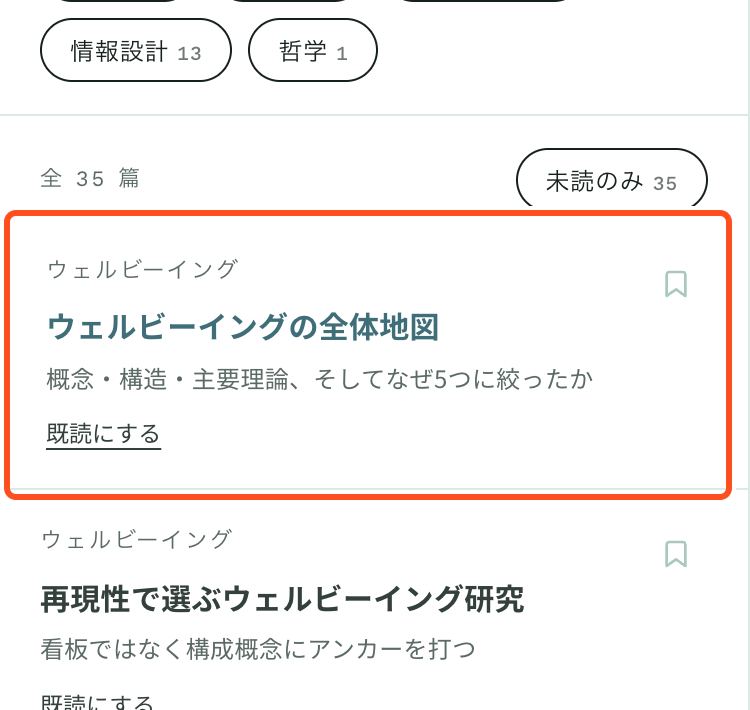 情報設計 13 哲学 1
全 35 篇 未読のみ 35
ウェルビーイング
ウェルビーイングの全体地図
概念・構造・主要理論、そしてなぜ5つに絞ったか
既読にする
ウェルビーイング
再現性で選ぶウェルビーイング研究
看板ではなく構成概念にアンカーを打つ
既読にする